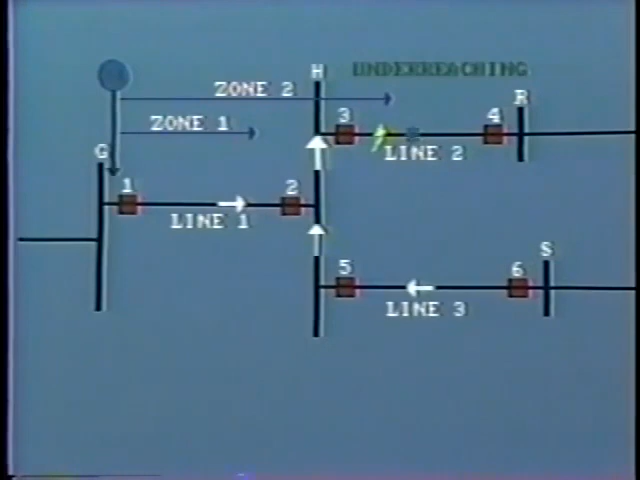 UNDERREACHING
H
ZONE 2
R
3
4
ZONE 1
G
LINE 2
1
2
LINE 1
S
5
6
LINE 3